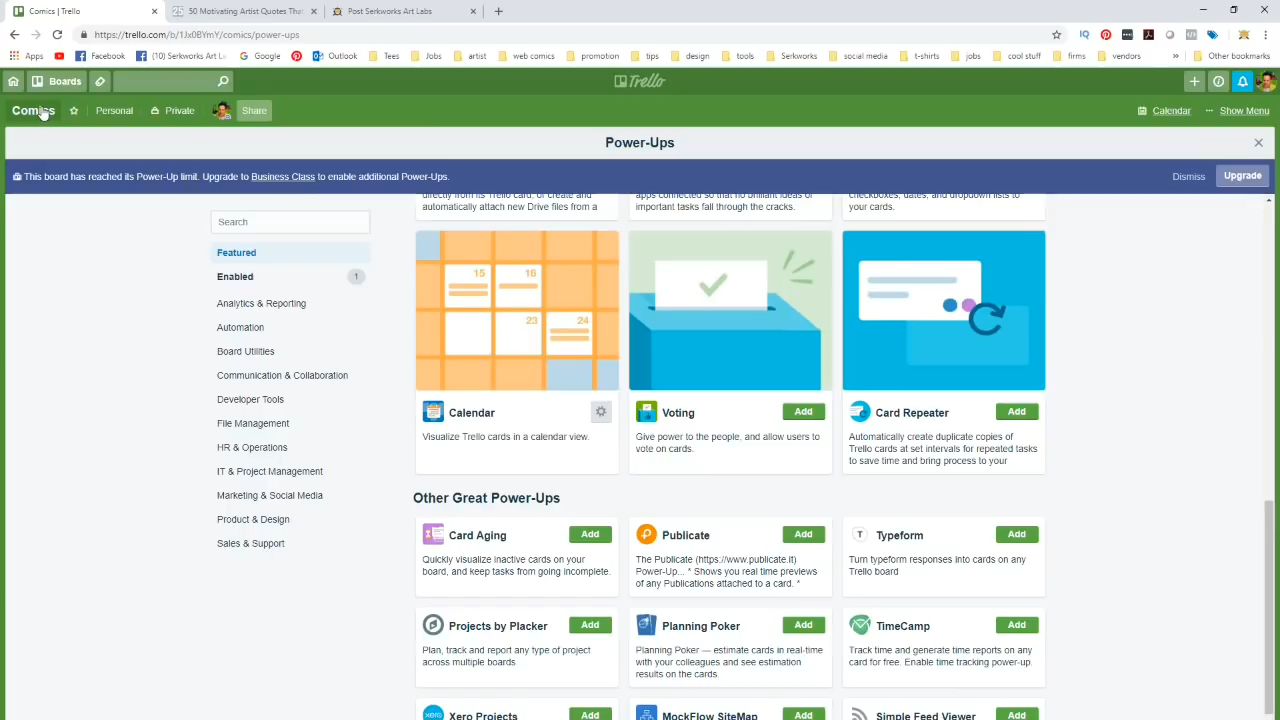 Comics | Trello
50 Motivating Artist Quotes Tha
Post Serkworks Art Labs
https://trello.com/b/1Jx0BYmY/comics/power-ups
Apps
Facebook
(10) Serkworks Art La
Google
Outlook
Tees
Jobs
artist
web comics
promotion
tips
design
tools
Serkworks
social media
t-shirts
jobs
cool stuff
firms
vendors
»
Other bookmarks
Boards
Trello
Comics
Personal
Private
Share
Calendar
Show Menu
Power-Ups
This board has reached its Power-Up limit. Upgrade to Business Class to enable additional Power-Ups.
Dismiss
Upgrade
Search
Featured
Enabled
1
Analytics & Reporting
Automation
Board Utilities
Communication & Collaboration
Developer Tools
File Management
HR & Operations
IT & Project Management
Marketing & Social Media
Product & Design
Sales & Support
directly from its Trello card, or create and
automatically attach new Drive files from a
apps connected so that no brilliant ideas or
important tasks fall through the cracks.
checkboxes, dates, and dropdown lists to
your cards.
15
16
23
24
Calendar
Visualize Trello cards in a calendar view.
Voting
Add
Give power to the people, and allow users to
vote on cards.
Card Repeater
Add
Automatically create duplicate copies of
Trello cards at set intervals for repeated tasks
to save time and bring process to your
Other Great Power-Ups
Card Aging
Add
Quickly visualize inactive cards on your
board, and keep tasks from going incomplete.
Publicate
Add
The Publicate (https://www.publicate.it)
Power-Up... * Shows you real time previews
of any Publications attached to a card. *
T
Typeform
Add
Turn typeform responses into cards on any
Trello board
Projects by Placker
Add
Plan, track and report any type of project
across multiple boards
Planning Poker
Add
Planning Poker — estimate cards in real-time
with your colleagues and see estimation
results on the cards.
TimeCamp
Add
Track time and generate time reports on any
card for free. Enable time tracking power-up.
xero
Xero Projects
Add
MockFlow SiteMap
Add
Simple Feed Viewer
Add